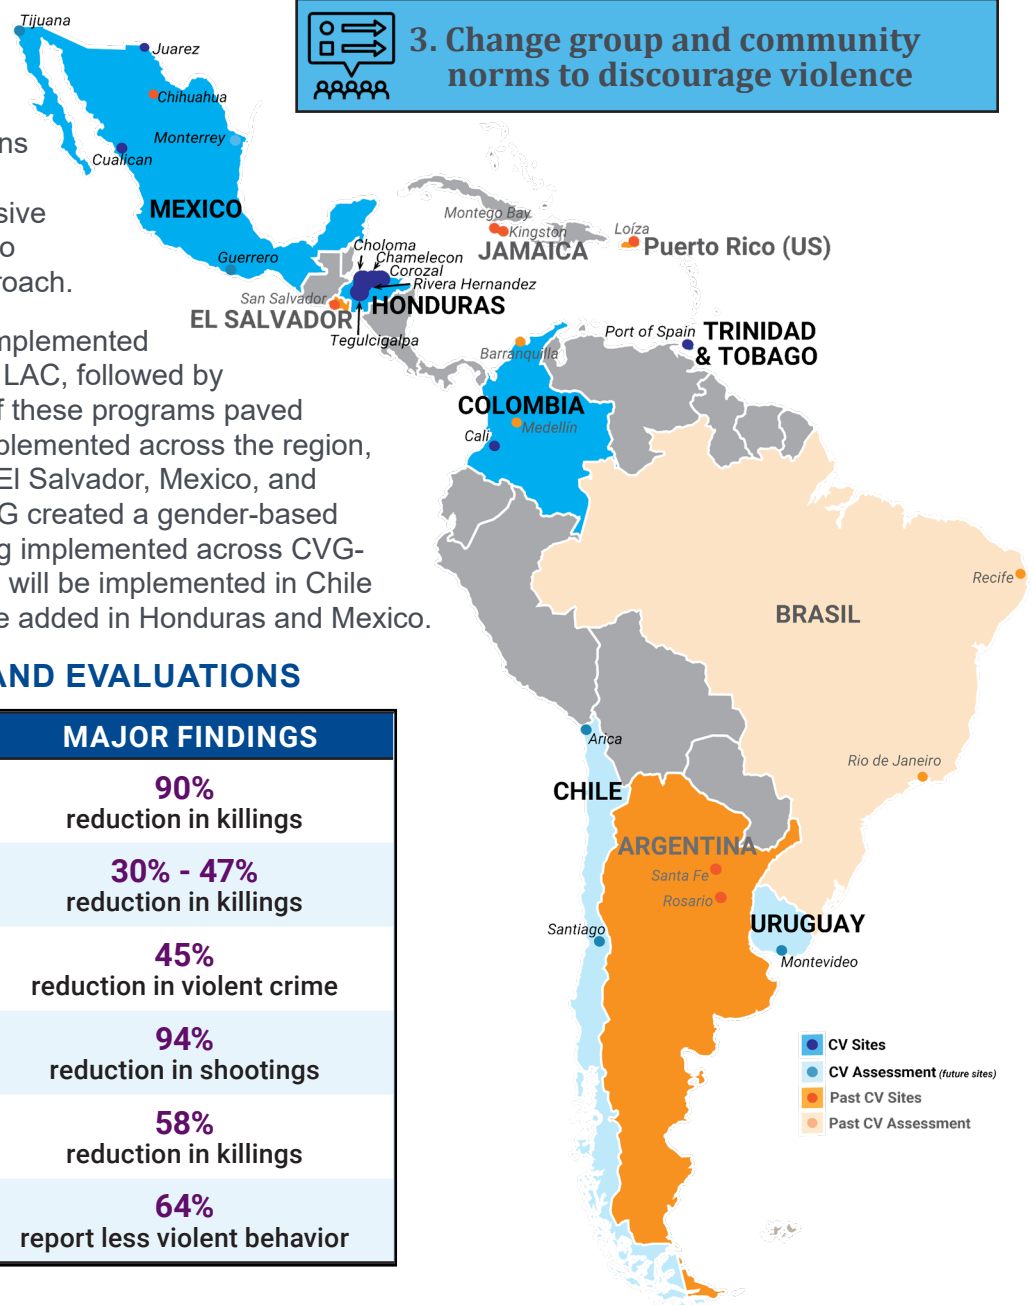 3. Change group and community
norms to discourage violence
Tijuana
Juarez
Chihuahua
Monterrey
Cualican
MEXICO
Guerrero
ns
sive
o
roach.
Choloma
Chamelecon
Corozal
Rivera Hernandez
HONDURAS
San Salvador
EL SALVADOR
Tegulcigalpa
Montego Bay
Kingston
JAMAICA
Loíza
Puerto Rico (US)
Port of Spain
TRINIDAD
& TOBAGO
mplemented
LAC, followed by
f these programs paved
plemented across the region,
El Salvador, Mexico, and
G created a gender-based
g implemented across CVG-
will be implemented in Chile
e added in Honduras and Mexico.
Barranquilla
COLOMBIA
Medellín
Cali
Recife
BRASIL
Rio de Janeiro
Arica
CHILE
ARGENTINA
Santa Fe
Rosario
Santiago
URUGUAY
Montevideo
AND EVALUATIONS
MAJOR FINDINGS
90%
reduction in killings
30% - 47%
reduction in killings
45%
reduction in violent crime
94%
reduction in shootings
58%
reduction in killings
64%
report less violent behavior
CV Sites
CV Assessment (future sites)
Past CV Sites
Past CV Assessment